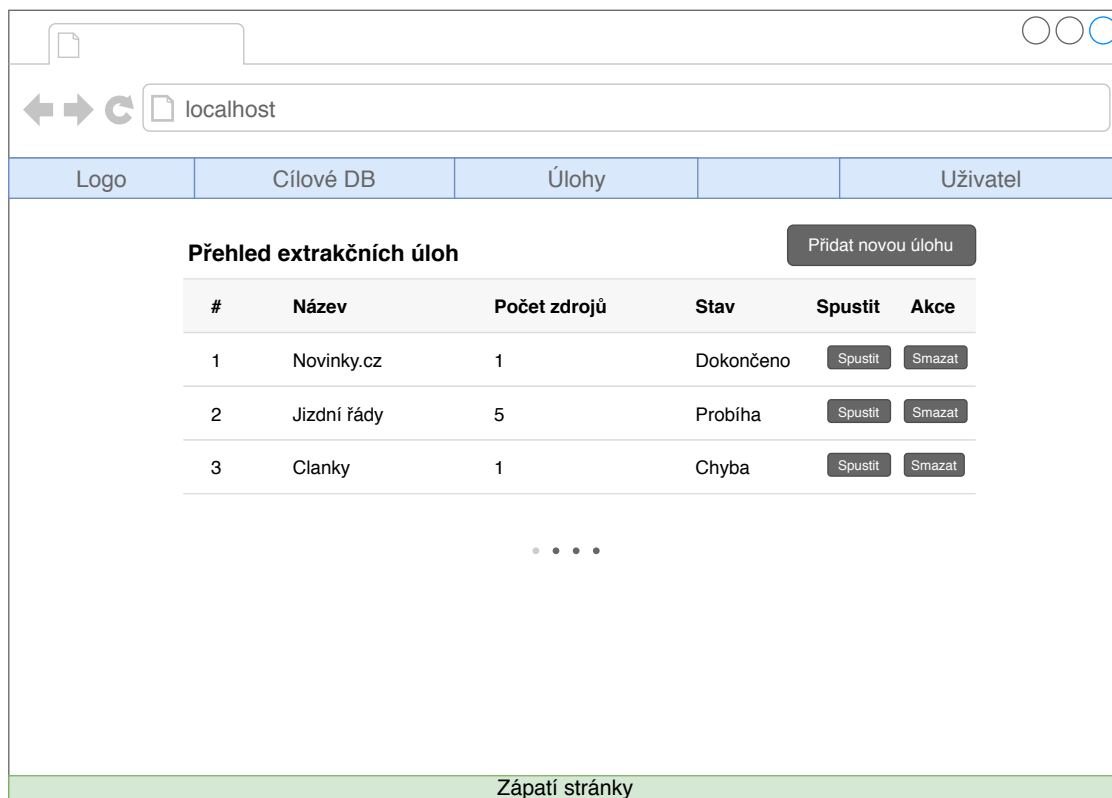 localhost
Logo Cílové DB Úlohy Uživatel
Přehled extrakčních úloh Přidat novou úlohu
# Název Počet zdrojů Stav Spustit Akce
1 Novinky.cz 1 Dokončeno Spustit Smazat
2 Jizdní řády 5 Probíha Spustit Smazat
3 Clanky 1 Chyba Spustit Smazat
Zápatí stránky